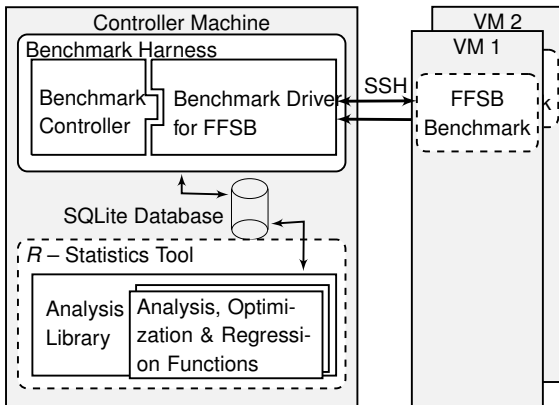 Controller Machine
Benchmark Harness
Benchmark
Controller
Benchmark Driver
for FFSB
SSH
VM 2
VM 1
FFSB
Benchmark
k
SQLite Database
R – Statistics Tool
Analysis
Library
Analysis, Optimi-
zation & Regressi-
on Functions